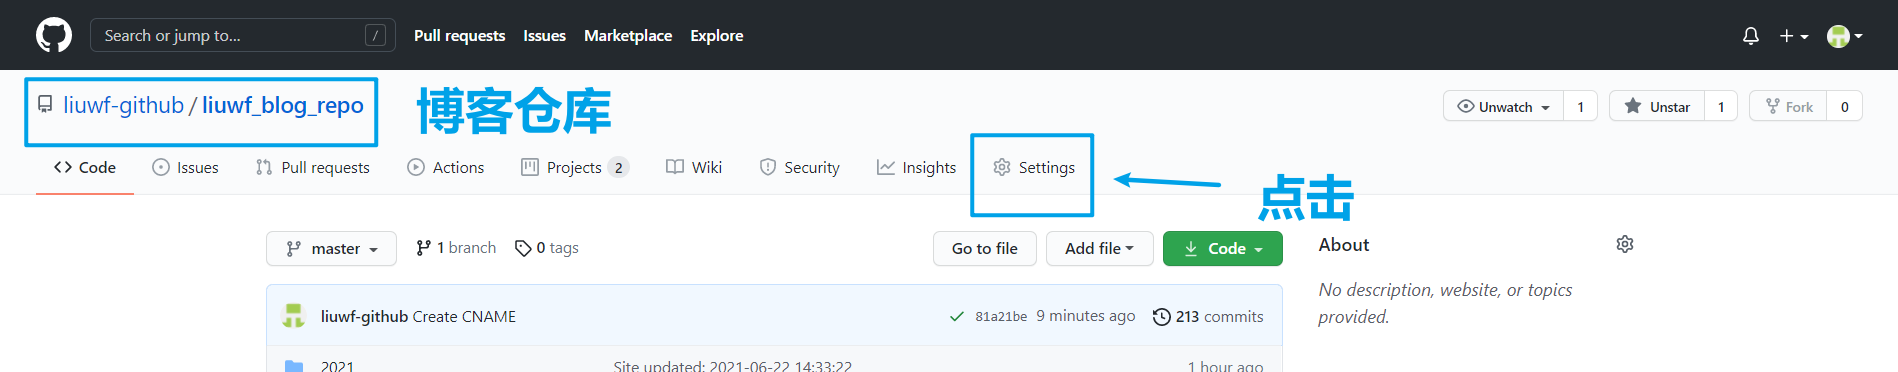 Search or jump to... /
Pull requests Issues Marketplace Explore
liuwf-github / liuwf_blog_repo
博客仓库
Unwatch 1 Unstar 1 Fork 0
Code Issues Pull requests Actions Projects 2 Wiki Security Insights Settings
点击
master 1 branch 0 tags Go to file Add file Code
About
liuwf-github Create CNAME 81a21be 9 minutes ago 213 commits
No description, website, or topics
provided.
2021 Site updated: 2021-06-22 14:33:22 1 hour ago